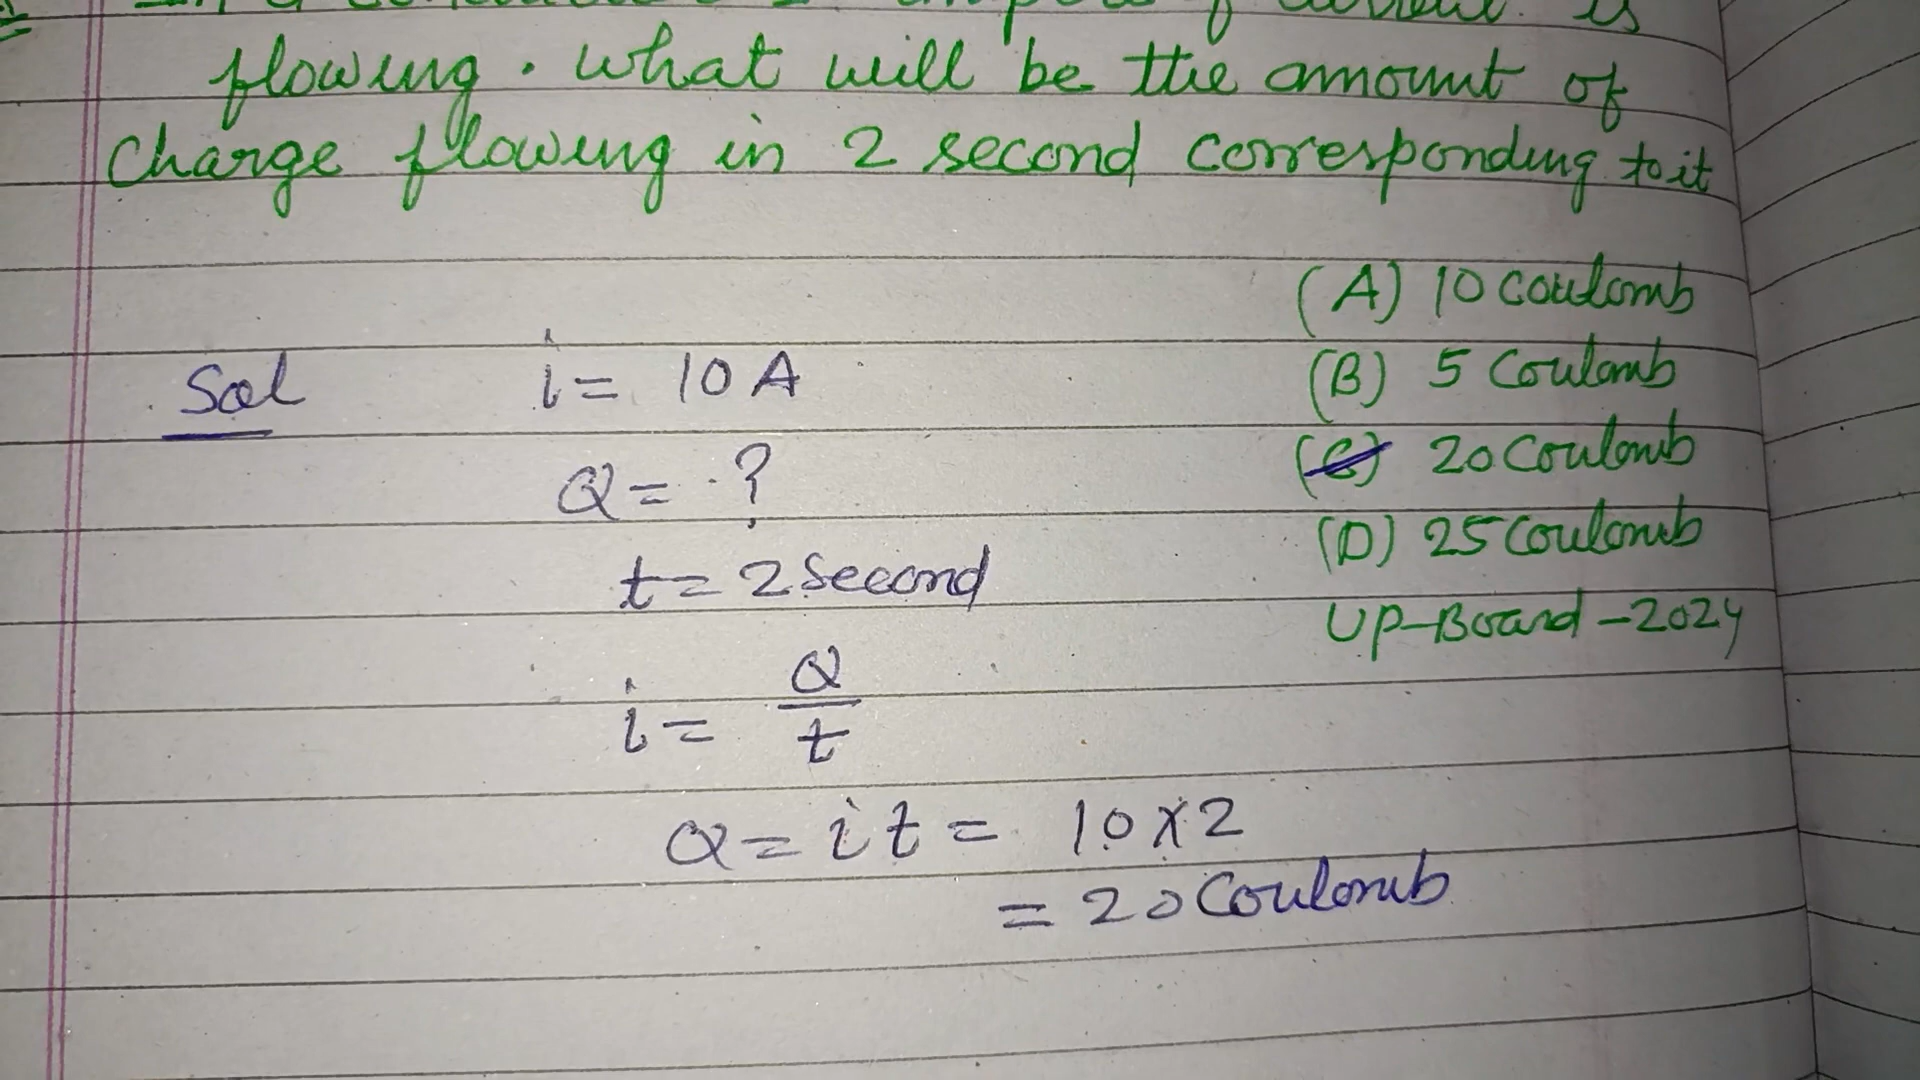 flowing. what will be the amount of
charge flowing in 2 second corresponding to it
(A) 10 Coulomb
Sol i = 10 A
(B) 5 Coulomb
Q = ?
(C) 20 Coulomb
t = 2 Second
(D) 25 Coulomb
UP-Board-2024
i = Q/t
Q = it = 10 x 2
= 20 Coulomb